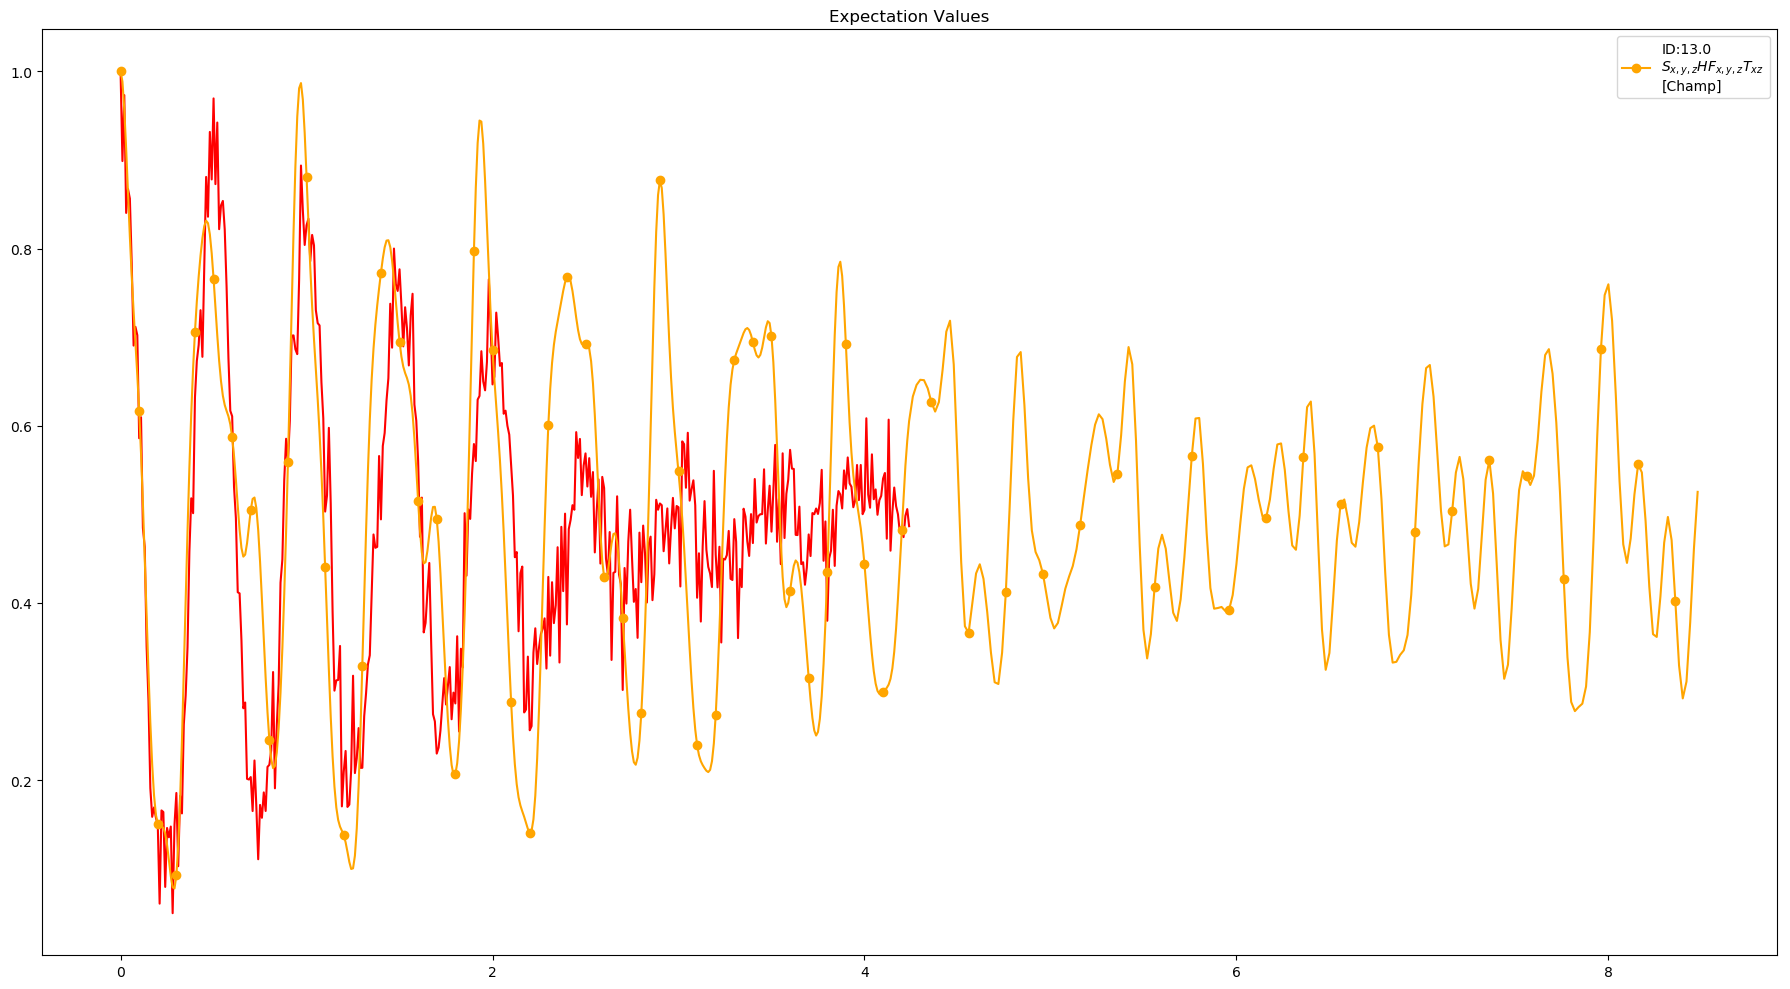 Expectation Values
ID:13.0
S_{x,y,z}HF_{x,y,z}T_{xz}
[Champ]
1.0
0.8
0.6
0.4
0.2
0 2 4 6 8